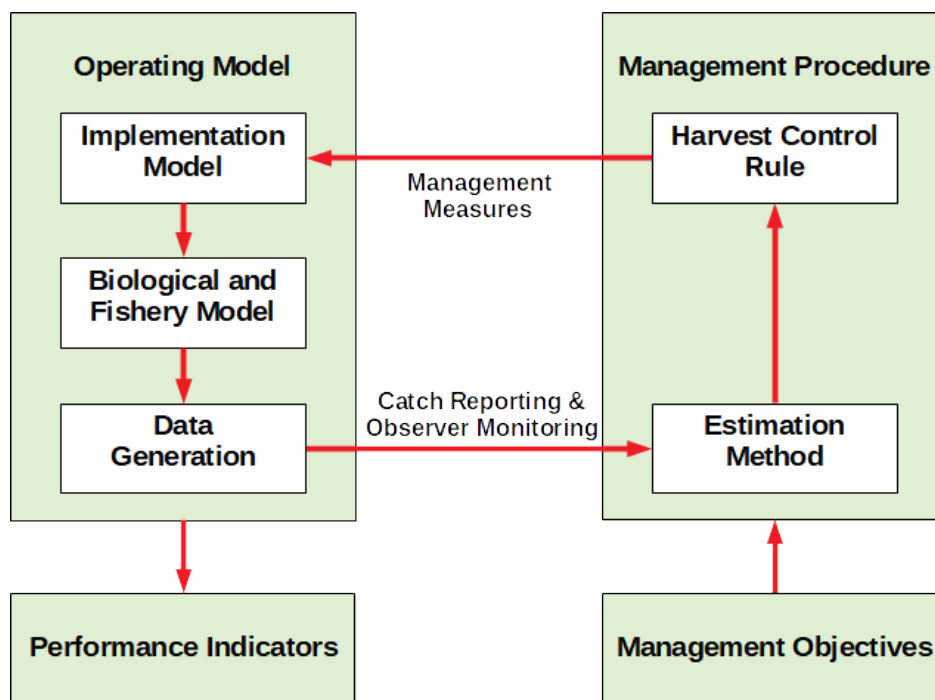 Operating Model
Implementation
Model
Biological and
Fishery Model
Data
Generation
Management
Measures
Catch Reporting &
Observer Monitoring
Management Procedure
Harvest Control
Rule
Estimation
Method
Performance Indicators
Management Objectives